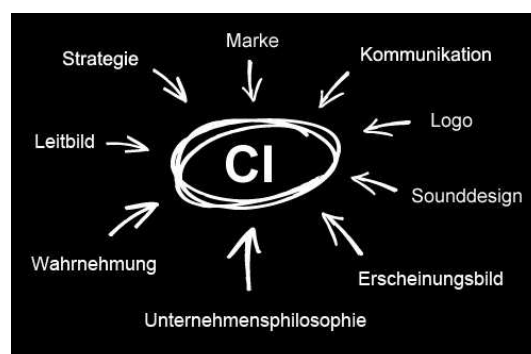 Marke
Strategie
Kommunikation
Logo
Leitbild
CI
Sounddesign
Wahrnehmung
Erscheinungsbild
Unternehmensphilosophie